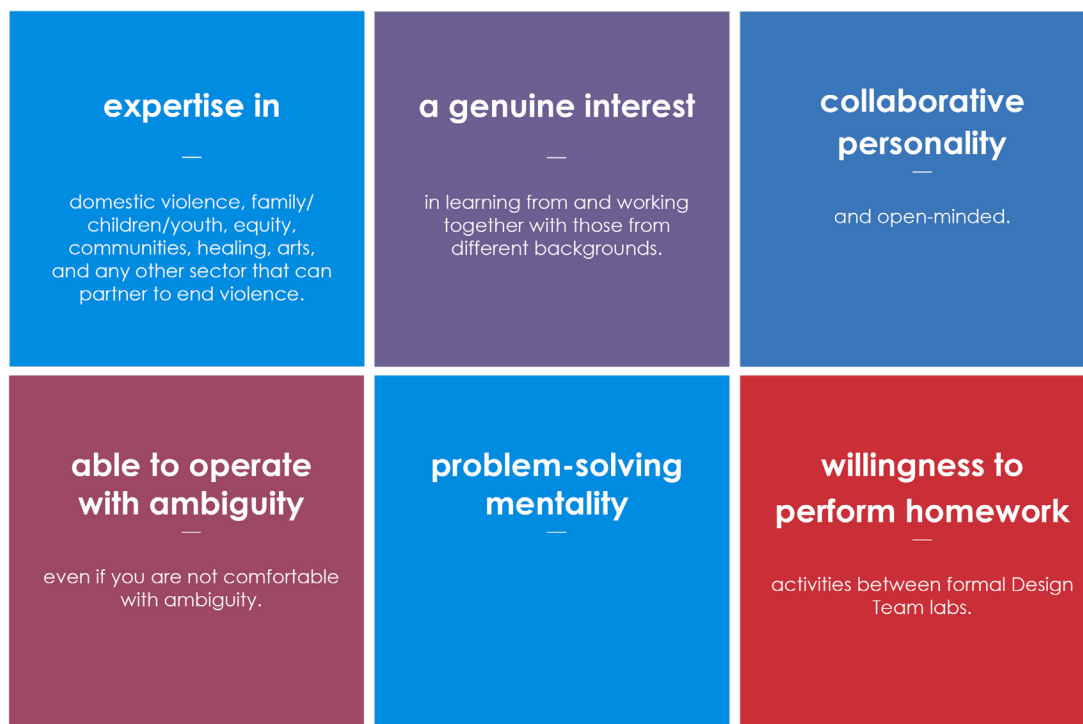 expertise in
domestic violence, family/
children/youth, equity,
communities, healing, arts,
and any other sector that can
partner to end violence.
a genuine interest
in learning from and working
together with those from
different backgrounds.
collaborative
personality
and open-minded.
able to operate
with ambiguity
even if you are not comfortable
with ambiguity.
problem-solving
mentality
willingness to
perform homework
activities between formal Design
Team labs.